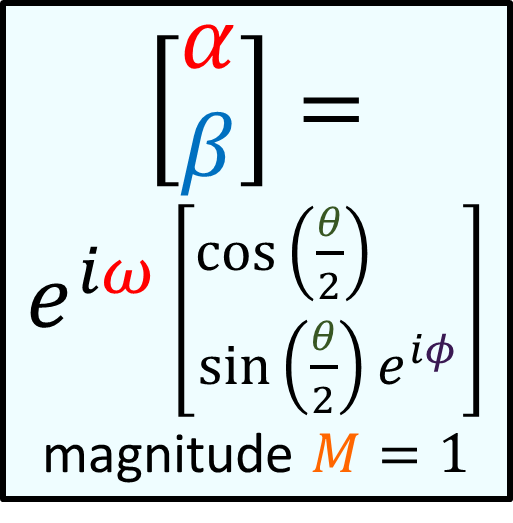 [α
β] =
e^{iω} [cos (θ/2)
sin (θ/2) e^{iϕ}]
magnitude M = 1